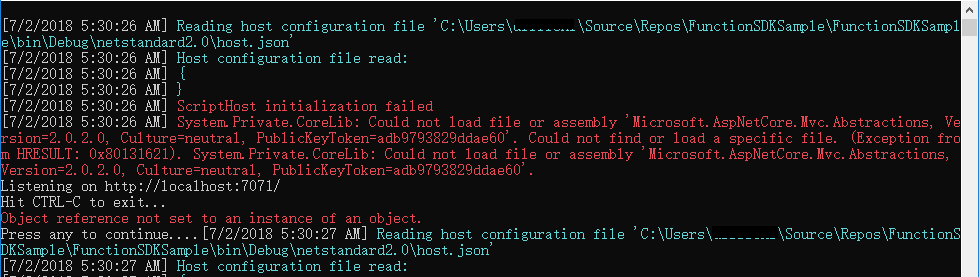 [7/2/2018 5:30:26 AM] Reading host configuration file 'C:\Users\ \Source\Repos\FunctionSDKSample\FunctionSDKSampl
e\bin\Debug\netstandard2.0\host.json'
[7/2/2018 5:30:26 AM] Host configuration file read:
[7/2/2018 5:30:26 AM] {
[7/2/2018 5:30:26 AM] }
[7/2/2018 5:30:26 AM] ScriptHost initialization failed
[7/2/2018 5:30:26 AM] System.Private.CoreLib: Could not load file or assembly 'Microsoft.AspNetCore.Mvc.Abstractions, Ve
rsion=2.0.2.0, Culture=neutral, PublicKeyToken=adb9793829ddae60'. Could not find or load a specific file. (Exception fro
m HRESULT: 0x80131621). System.Private.CoreLib: Could not load file or assembly 'Microsoft.AspNetCore.Mvc.Abstractions,
Version=2.0.2.0, Culture=neutral, PublicKeyToken=adb9793829ddae60'.
Listening on http://localhost:7071/
Hit CTRL-C to exit...
Object reference not set to an instance of an object.
Press any to continue....[7/2/2018 5:30:27 AM] Reading host configuration file 'C:\Users\ \Source\Repos\FunctionS
DKSample\FunctionSDKSample\bin\Debug\netstandard2.0\host.json'
[7/2/2018 5:30:27 AM] Host configuration file read: